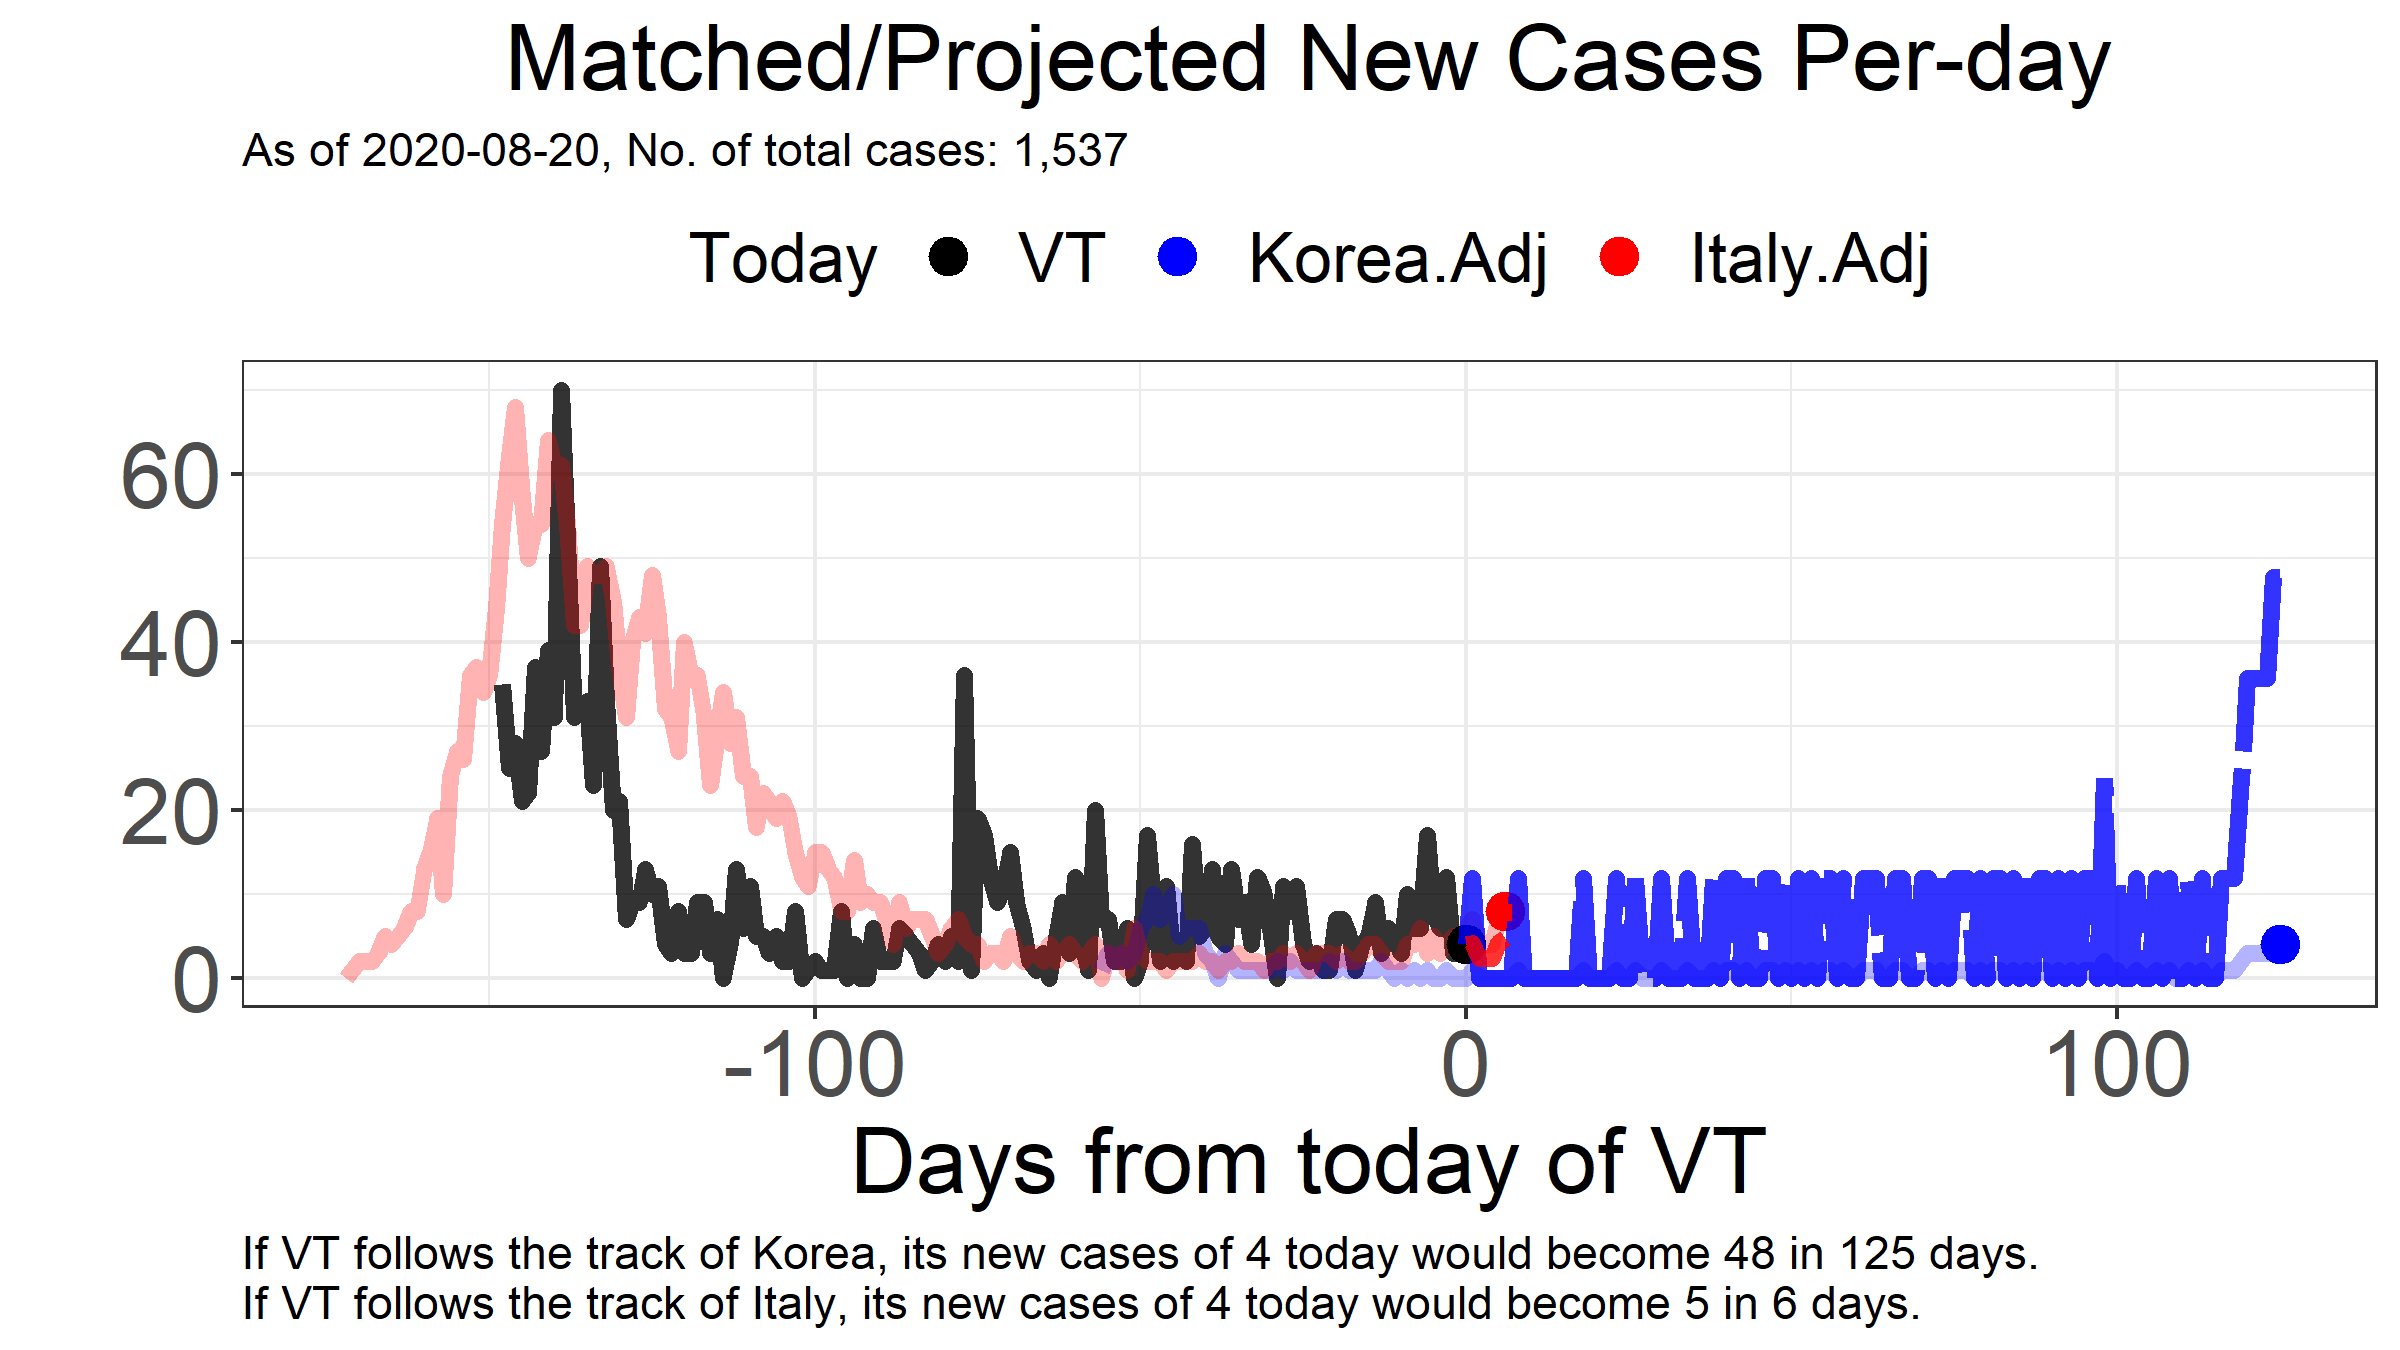 Matched/Projected New Cases Per-day
As of 2020-08-20, No. of total cases: 1,537
Today VT Korea.Adj Italy.Adj
60
40
20
0
-100 0 100
Days from today of VT
If VT follows the track of Korea, its new cases of 4 today would become 48 in 125 days.
If VT follows the track of Italy, its new cases of 4 today would become 5 in 6 days.